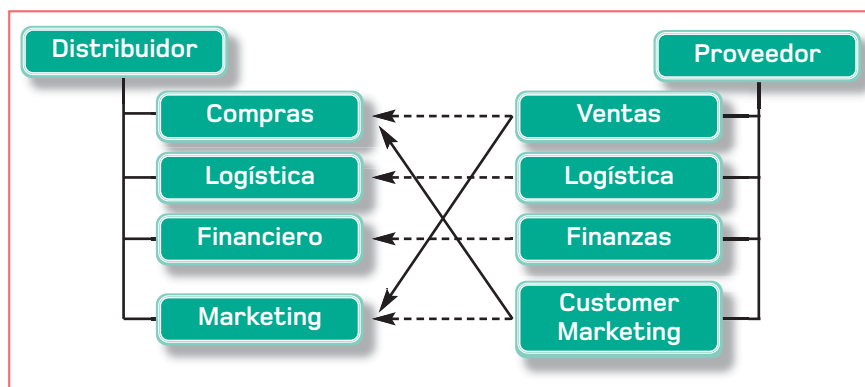 Distribuidor
Proveedor
Compras
Ventas
Logística
Logística
Financiero
Finanzas
Marketing
Customer
Marketing